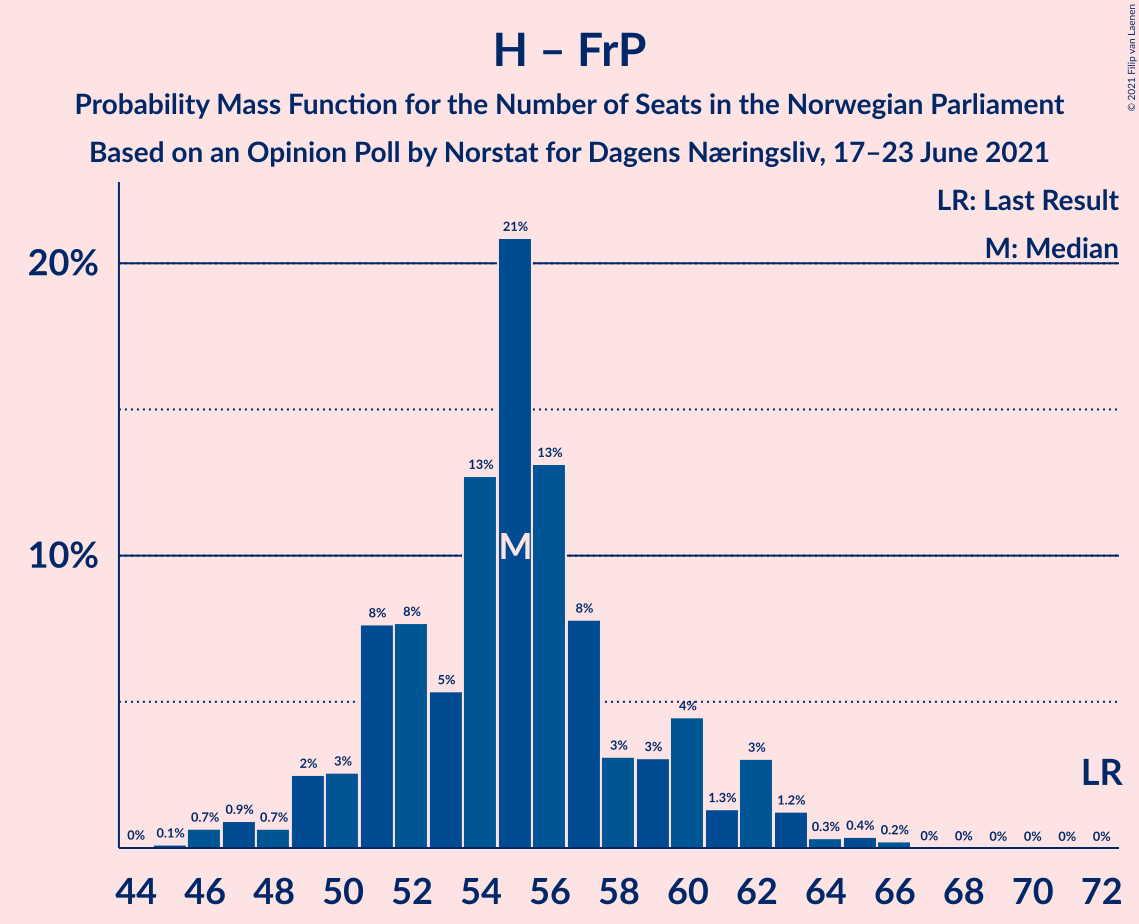 H – FrP
Probability Mass Function for the Number of Seats in the Norwegian Parliament
Based on an Opinion Poll by Norstat for Dagens Næringsliv, 17–23 June 2021
© 2021 Filip van Laenen
LR: Last Result
M: Median
20%
10%
0% 0.1% 0.7% 0.9% 0.7% 2% 3% 8% 8% 5% 13% 21% 13% 8% 3% 3% 4% 1.3% 3% 1.2% 0.3% 0.4% 0.2% 0% 0% 0% 0% 0% 0%
M
LR
44 46 48 50 52 54 56 58 60 62 64 66 68 70 72